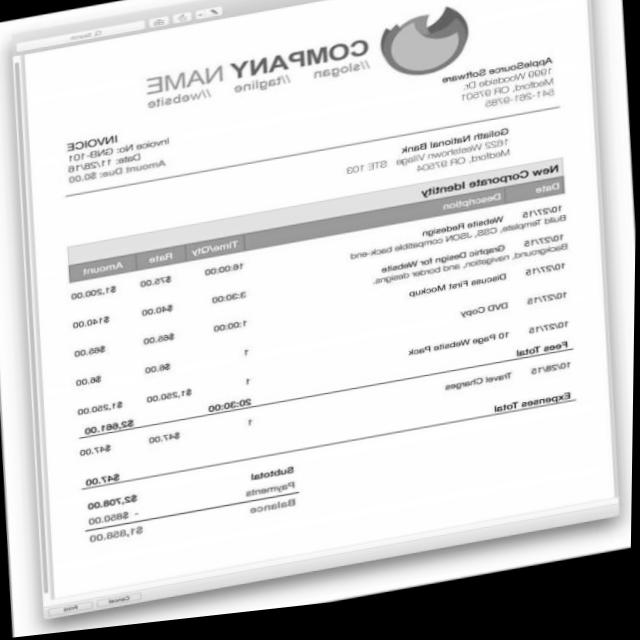 Search
COMPANY NAME
//slogan //tagline //website
AppleSource Software
1999 Woodside Dr.
Medford, OR 97501
541-261-9785
INVOICE
Invoice No: GNB-101
Date: 11/28/16
Amount Due: $0.00
Goliath National Bank
1622 Westtown Village STE 103
Medford, OR 97504
New Corporate Identity
Date Description Time/Qty Rate Amount
10/27/15 Website Redesign 16:00:00 $75.00 $1,200.00
Build Template, CSS, JSON compatible back-end
10/27/15 Graphic Design for Website 3:30:00 $40.00 $140.00
Background, navigation, and border designs.
10/27/15 Discuss First Mockup 1:00:00 $65.00 $65.00
10/27/15 DVD Copy 1 $6.00 $6.00
10/27/15 10 Page Website Pack 1 $1,250.00 $1,250.00
Fees Total 20:30:00 $2,661.00
10/28/15 Travel Charges 1 $47.00 $47.00
Expenses Total $47.00
Subtotal $2,708.00
Payments - $850.00
Balance $1,858.00
Cancel Print